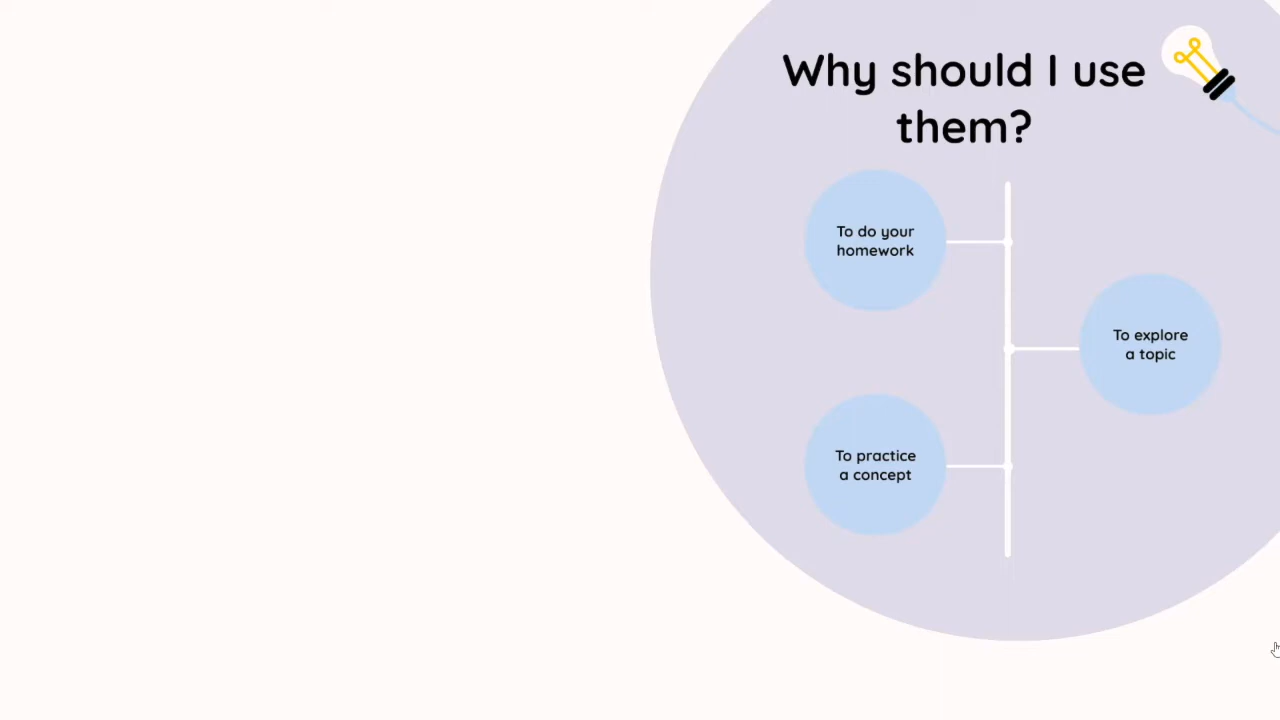 Why should I use
them?
To do your
homework
To explore
a topic
To practice
a concept